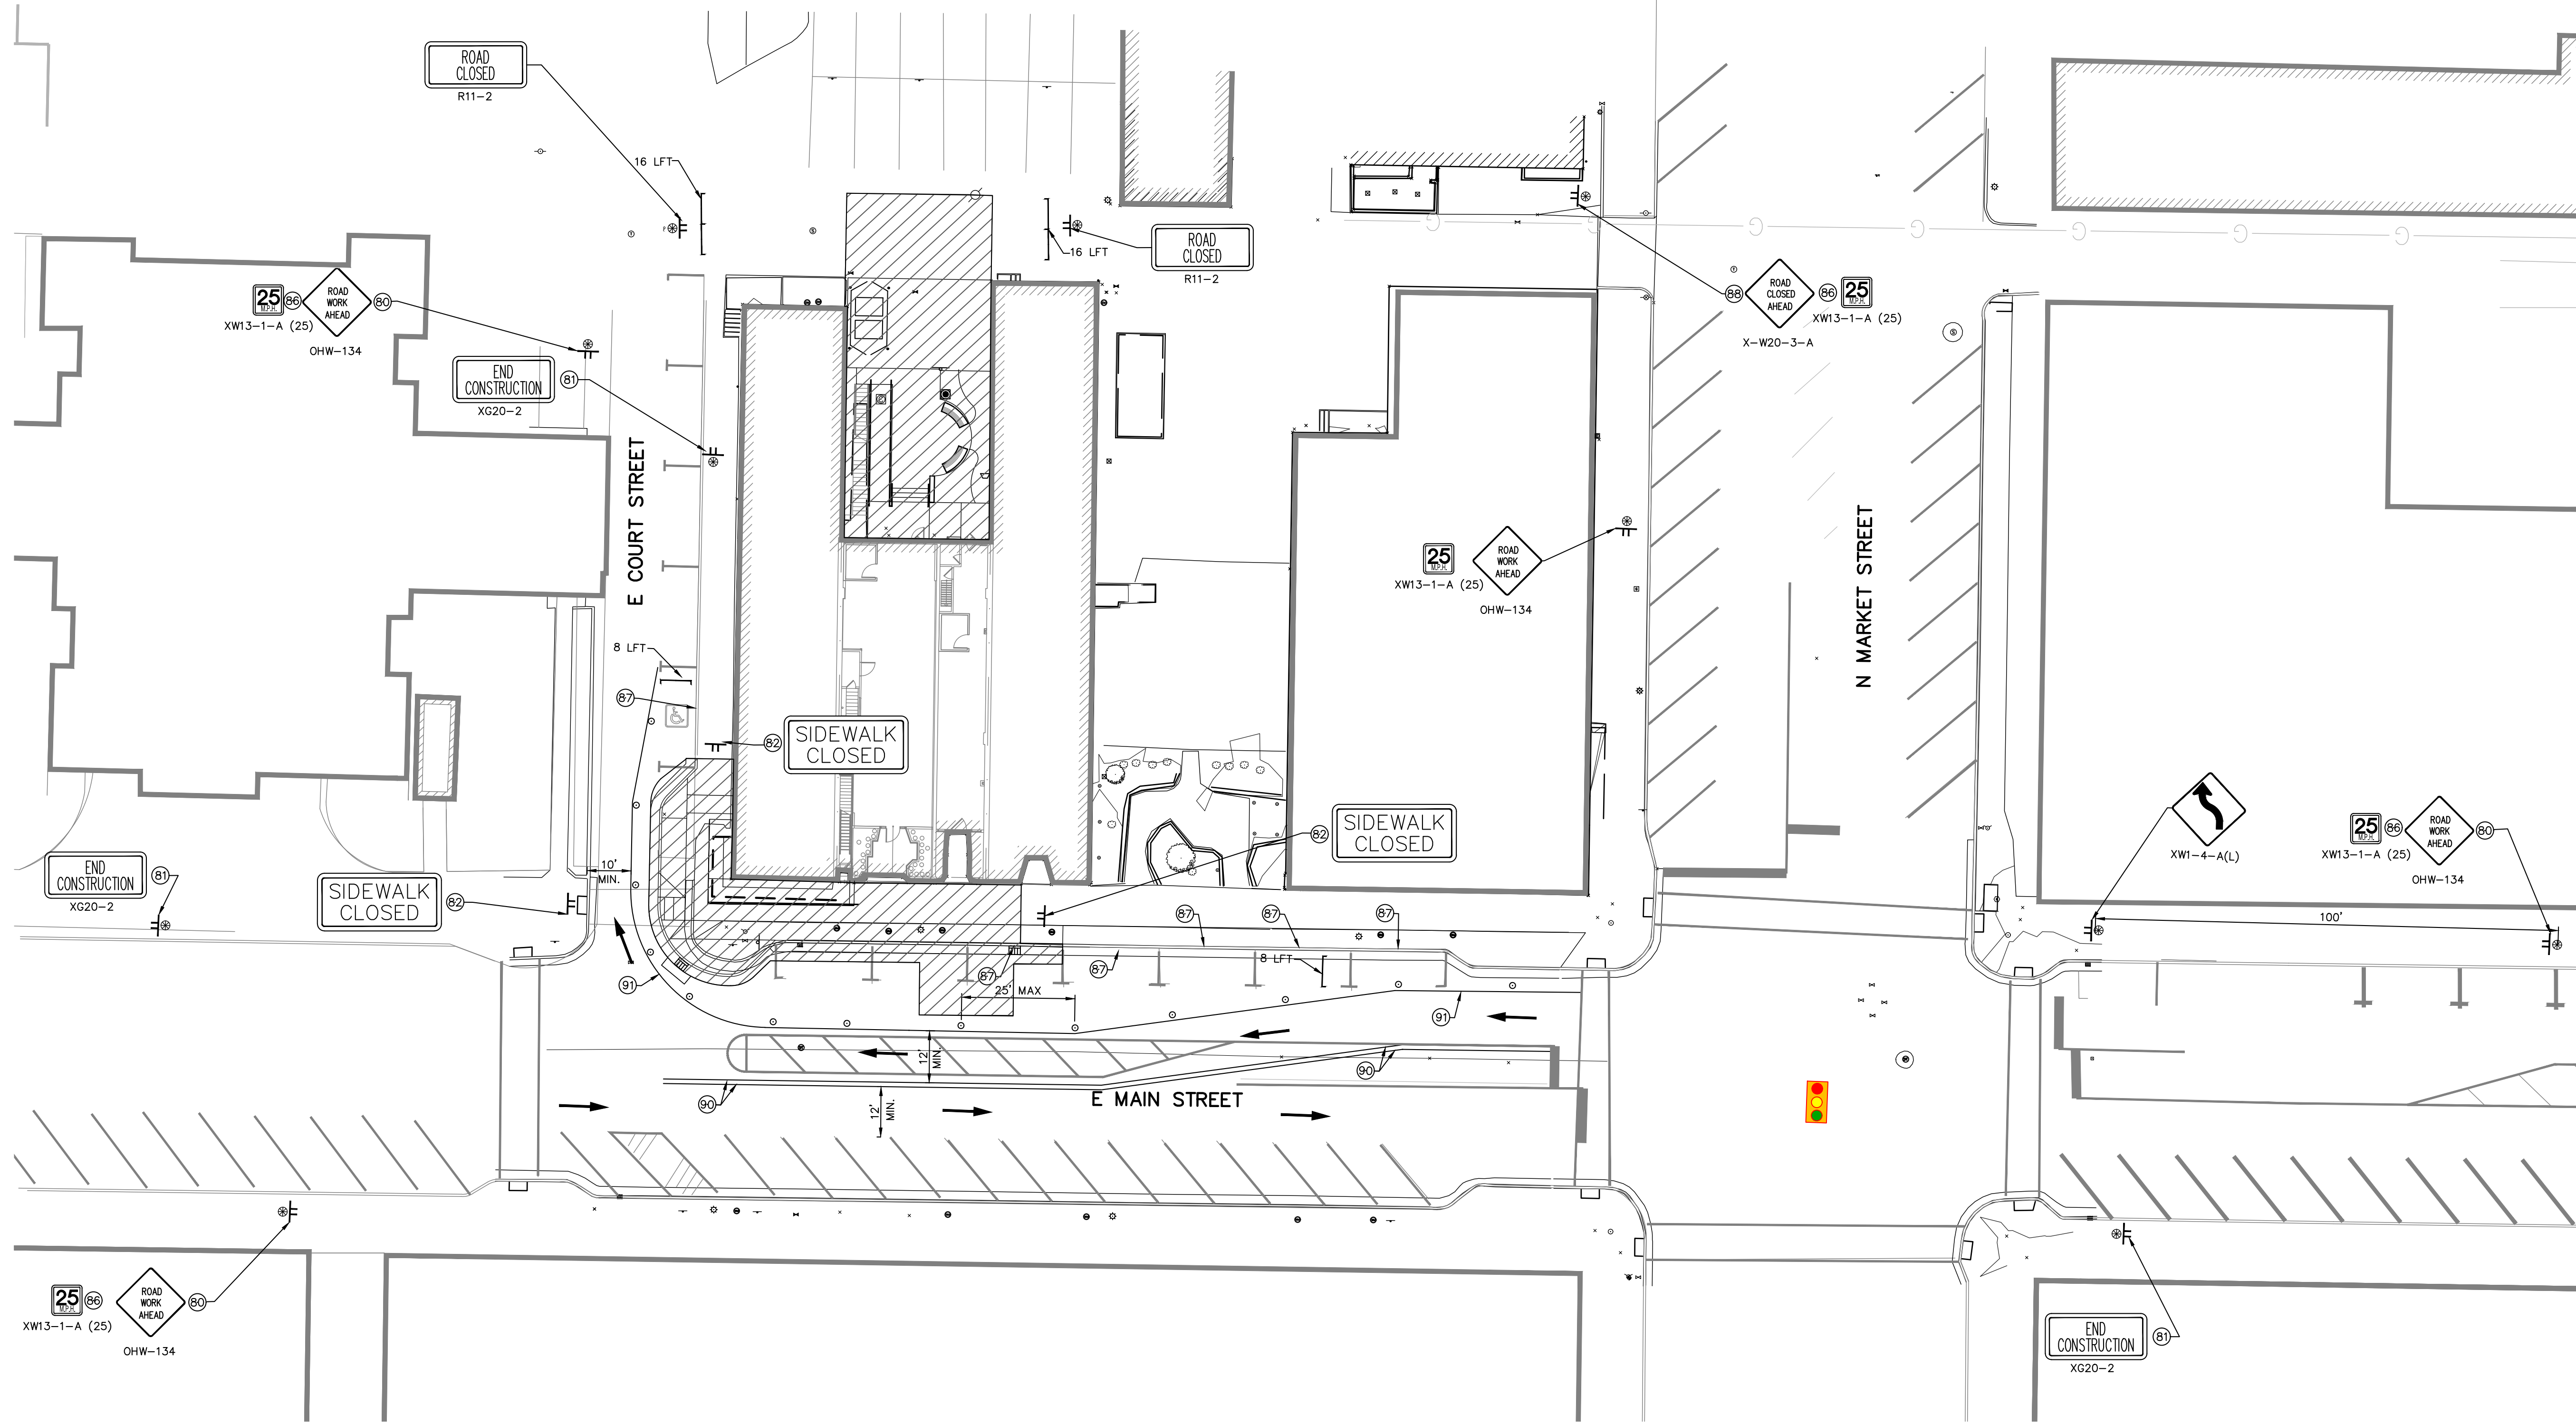 ROAD
CLOSED
R11-2
16 LFT
ROAD
CLOSED
R11-2
16 LFT
25
M.P.H.
86
ROAD
WORK
AHEAD
80
XW13-1-A (25)
OHW-134
END
CONSTRUCTION
81
XG20-2
88
ROAD
CLOSED
AHEAD
86
25
M.P.H.
XW13-1-A (25)
X-W20-3-A
E COURT STREET
N MARKET STREET
25
M.P.H.
ROAD
WORK
AHEAD
XW13-1-A (25)
OHW-134
8 LFT
87
82
SIDEWALK
CLOSED
82
SIDEWALK
CLOSED
XW1-4-A(L)
25
M.P.H.
86
ROAD
WORK
AHEAD
80
XW13-1-A (25)
OHW-134
100'
END
CONSTRUCTION
81
XG20-2
10'
MIN.
SIDEWALK
CLOSED
82
87
87
87
87
87
8 LFT
91
25' MAX
91
12'
MIN.
90
90
12'
MIN.
E MAIN STREET
25
M.P.H.
86
ROAD
WORK
AHEAD
80
XW13-1-A (25)
OHW-134
END
CONSTRUCTION
81
XG20-2